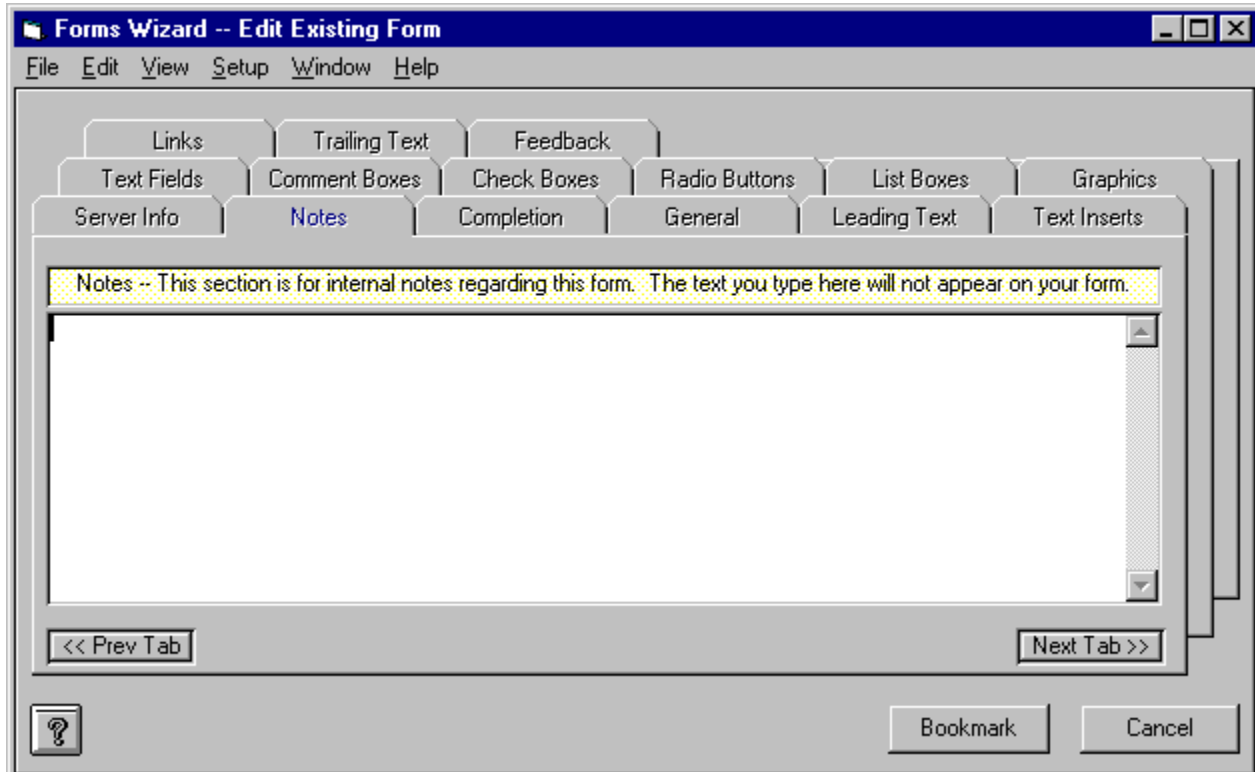 Forms Wizard -- Edit Existing Form
File Edit View Setup Window Help
Links Trailing Text Feedback
Text Fields Comment Boxes Check Boxes Radio Buttons List Boxes Graphics
Server Info Notes Completion General Leading Text Text Inserts
Notes -- This section is for internal notes regarding this form. The text you type here will not appear on your form.
<< Prev Tab Next Tab >>
? Bookmark Cancel